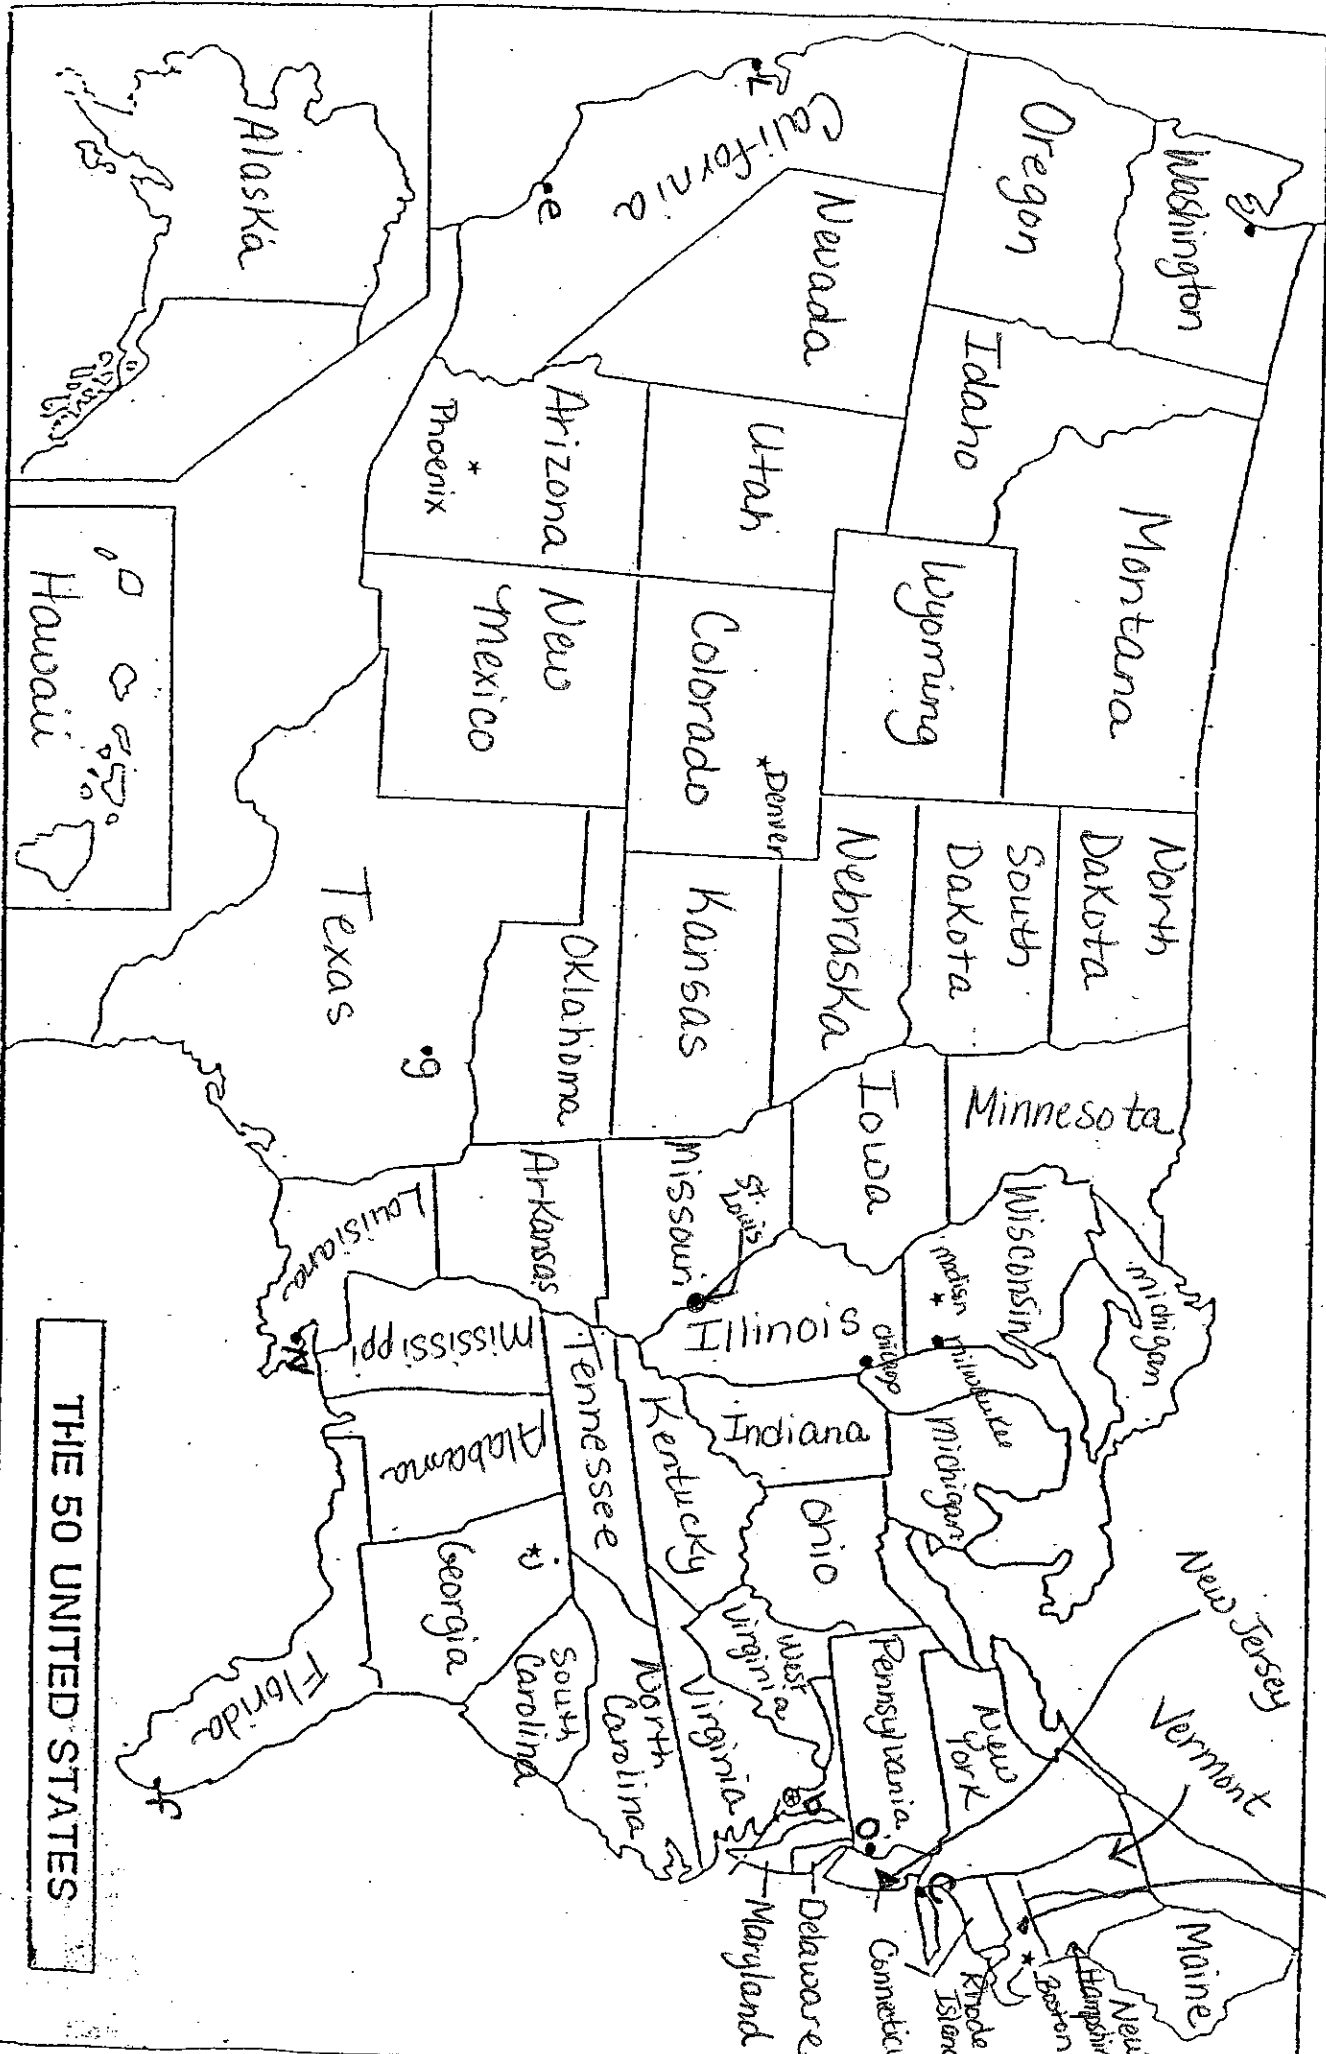 Washington
Oregon
California
Nevada
Idaho
Montana
Wyoming
Utah
Arizona
Phoenix
Colorado
Denver
New
Mexico
North
Dakota
South
Dakota
Nebraska
Kansas
Oklahoma
Texas
g
e
Minnesota
Iowa
Missouri
St.
Louis
Arkansas
Louisiana
Wisconsin
madison
milwaukee
michigan
michigan
Illinois
chicago
Indiana
Ohio
Kentucky
Tennessee
Mississippi
Alabama
Georgia
Florida
f
South
Carolina
North
Carolina
Virginia
West
Virginia
b
Pennsylvania
O
New
York
C
New Jersey
Vermont
Maine
New
Hampshir
Boston
Rhode
Island
Connecticu
Delaware
Maryland
Alaska
Hawaii
THE 50 UNITED STATES